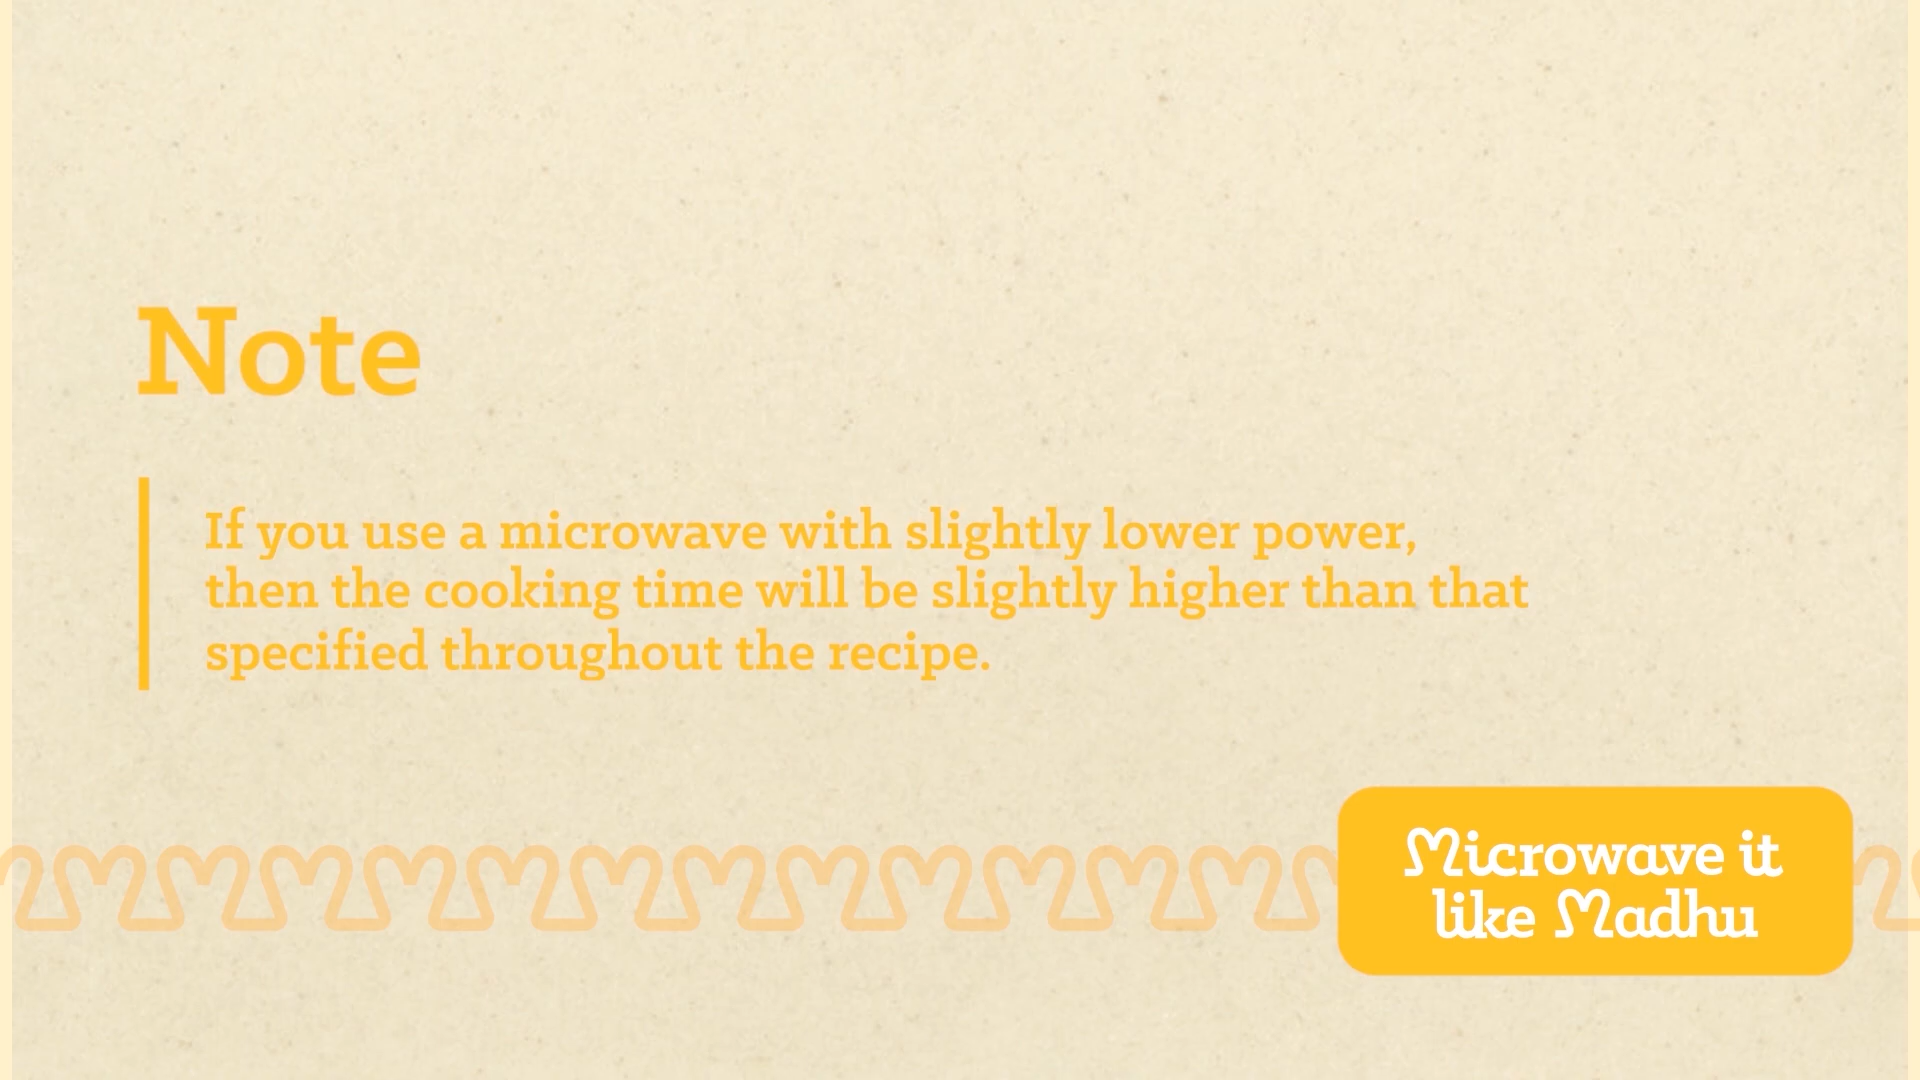 Note
If you use a microwave with slightly lower power,
then the cooking time will be slightly higher than that
specified throughout the recipe.
Microwave it
like Madhu